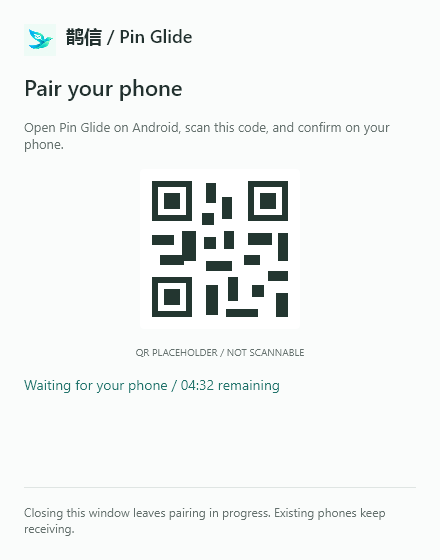 鹊信 / Pin Glide
Pair your phone
Open Pin Glide on Android, scan this code, and confirm on your
phone.
QR PLACEHOLDER / NOT SCANNABLE
Waiting for your phone / 04:32 remaining
Closing this window leaves pairing in progress. Existing phones keep
receiving.